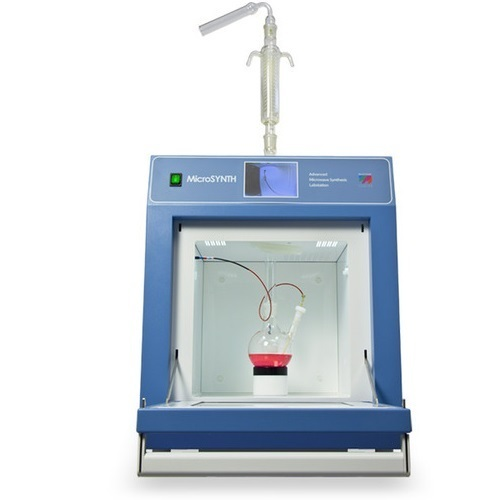 MicroSYNTH
Advanced
Microwave Synthesis
Labstation